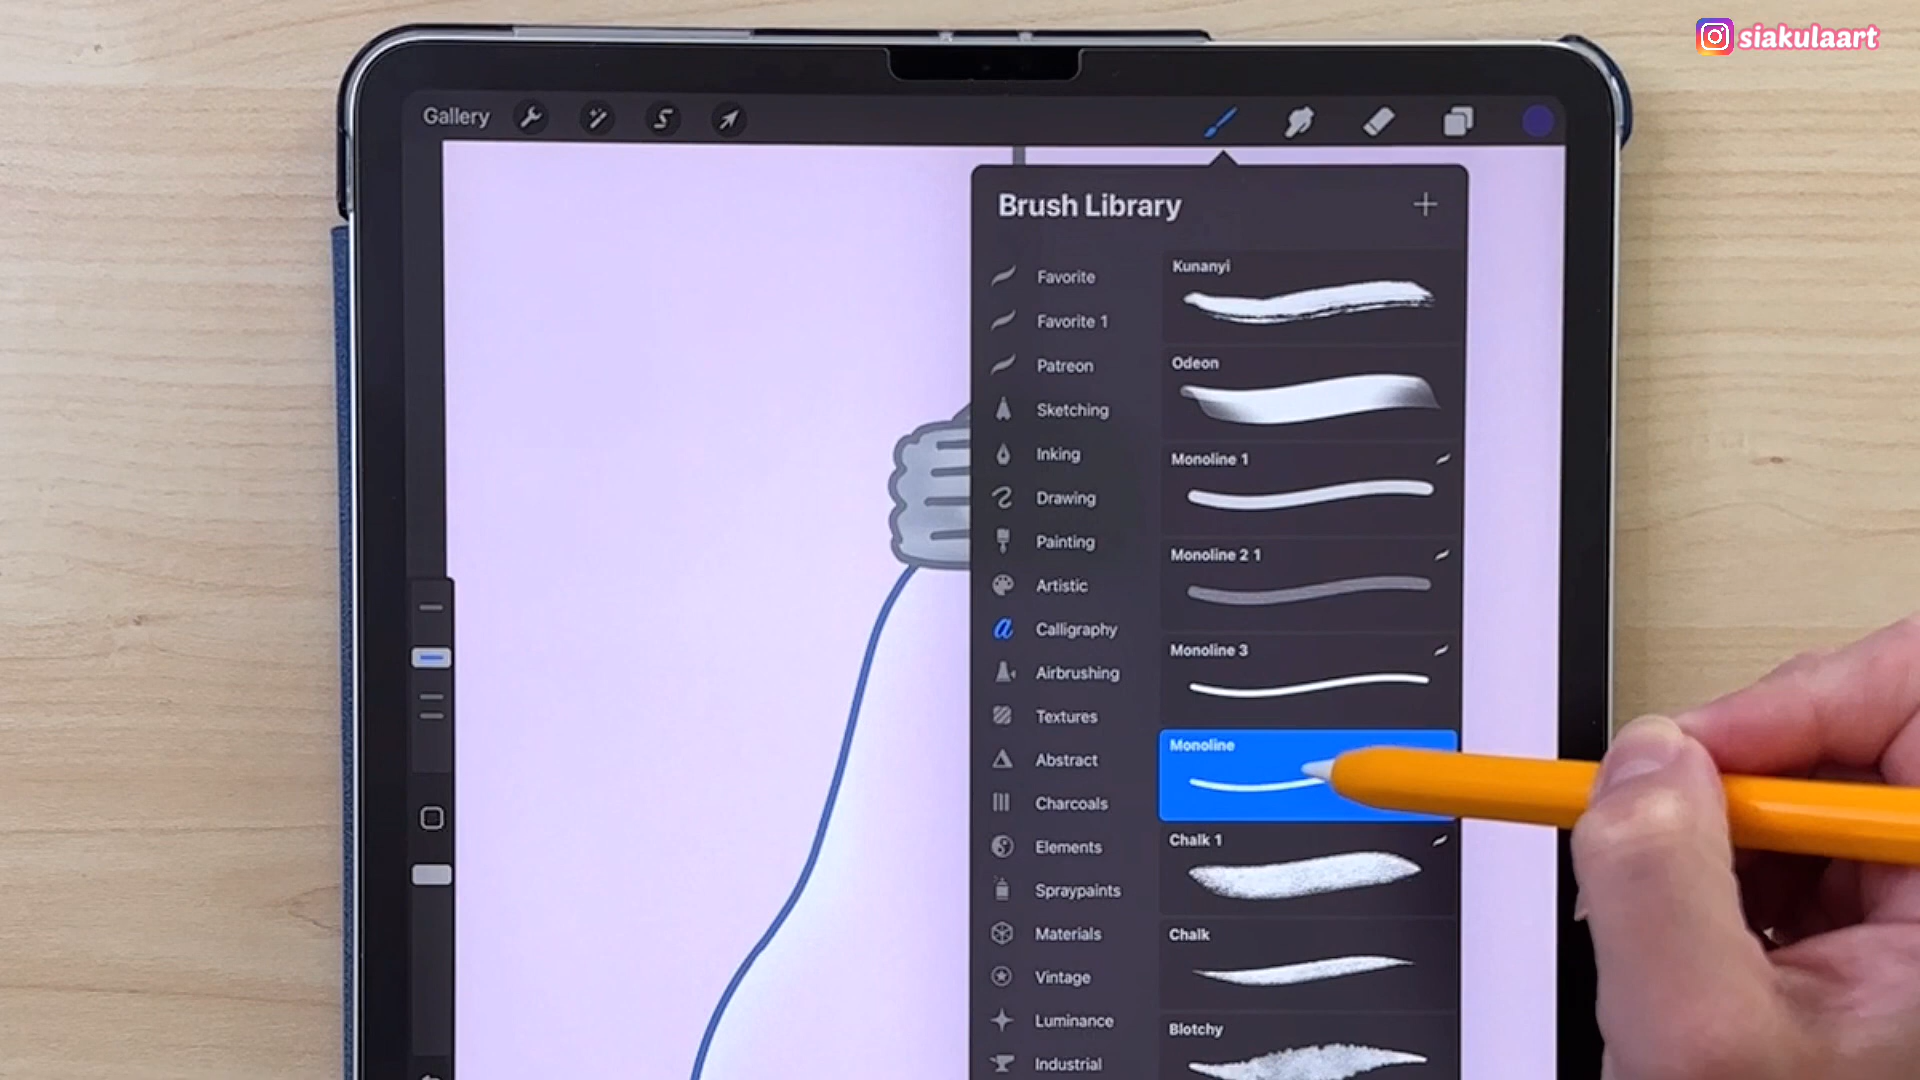 siakulaart
Gallery
Brush Library
Favorite
Favorite 1
Patreon
Sketching
Inking
Drawing
Painting
Artistic
Calligraphy
Airbrushing
Textures
Abstract
Charcoals
Elements
Spraypaints
Materials
Vintage
Luminance
Industrial
Kunanyi
Odeon
Monoline 1
Monoline 2 1
Monoline 3
Monoline
Chalk 1
Chalk
Blotchy